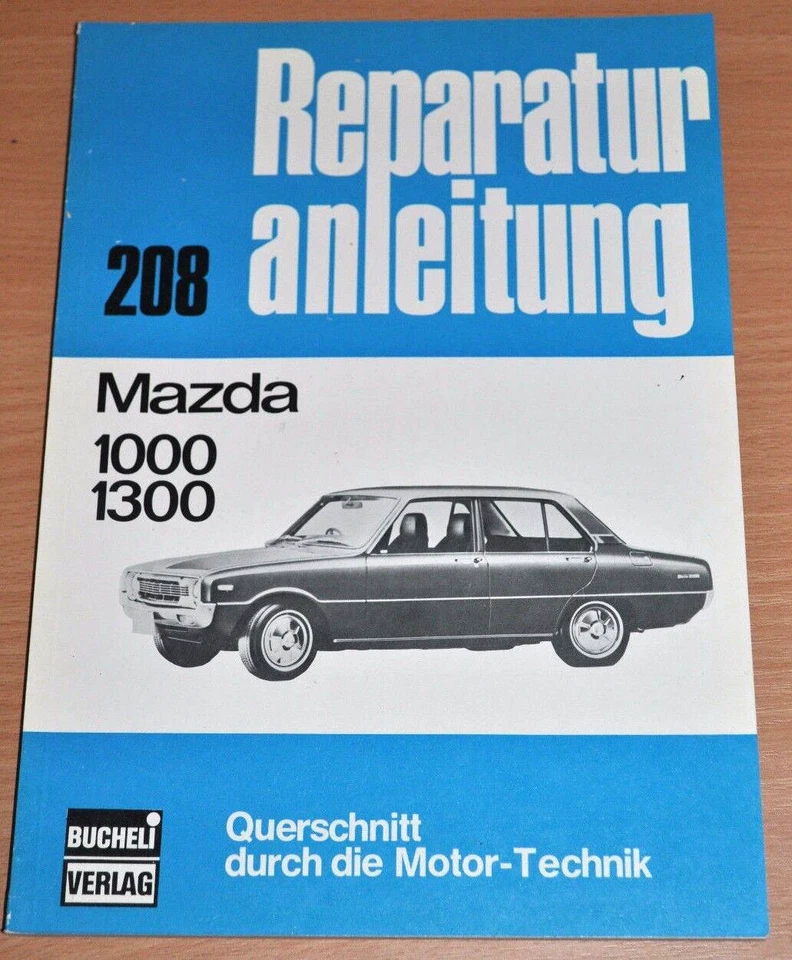 Reparatur
anleitung
208
Mazda
1000
1300
BUCHELI
VERLAG
Querschnitt
durch die Motor-Technik